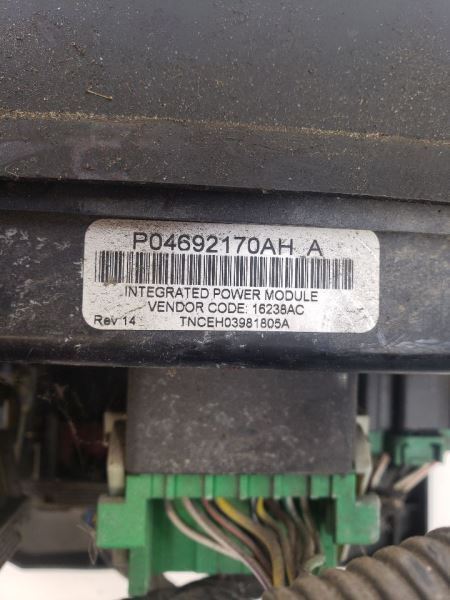 P04692170AH A
INTEGRATED POWER MODULE
VENDOR CODE: 16238AC
Rev 14 TNCEH03981805A